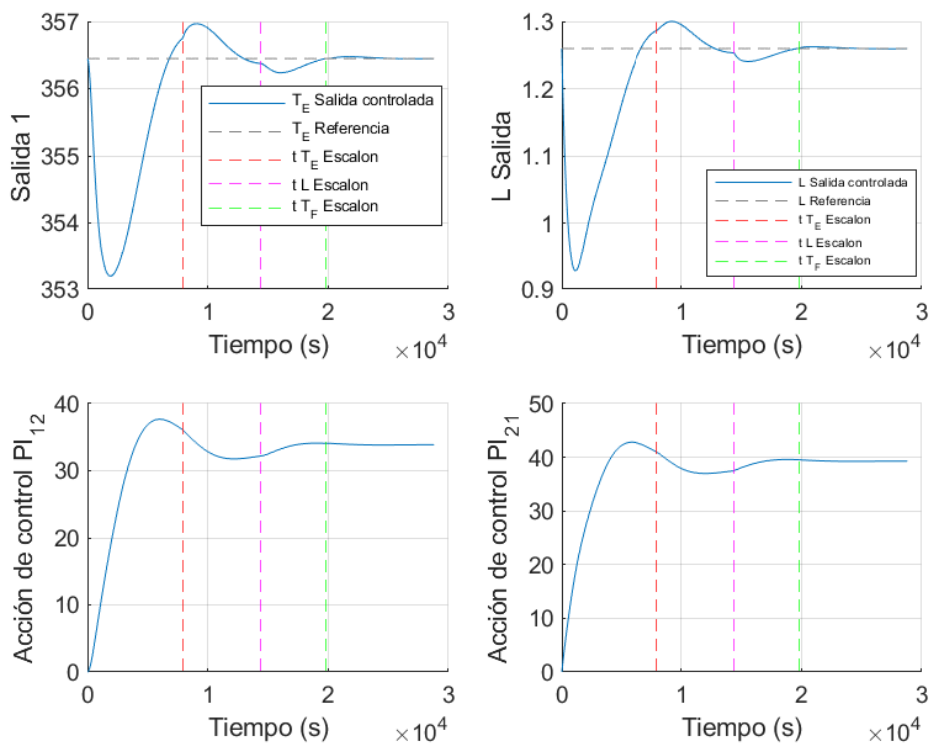 357
356
355
354
353
Salida 1
T_E Salida controlada
T_E Referencia
t T_E Escalon
t L Escalon
t T_F Escalon
0 1 2 3
Tiempo (s)
×10^4
1.3
1.2
1.1
1
0.9
L Salida
L Salida controlada
L Referencia
t T_E Escalon
t L Escalon
t T_F Escalon
0 1 2 3
Tiempo (s)
×10^4
40
30
20
10
0
Acción de control PI_12
0 1 2 3
Tiempo (s)
×10^4
50
40
30
20
10
0
Acción de control PI_21
0 1 2 3
Tiempo (s)
×10^4